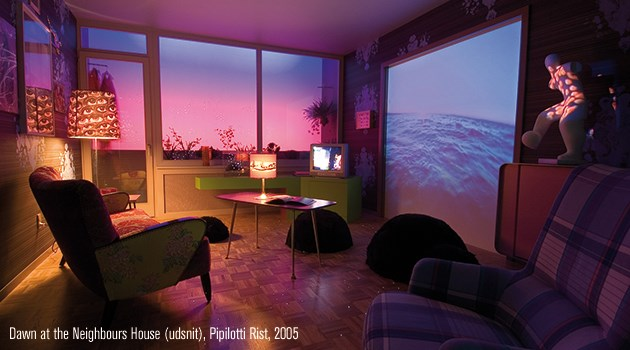 Dawn at the Neighbours House (udsnit), Pipilotti Rist, 2005